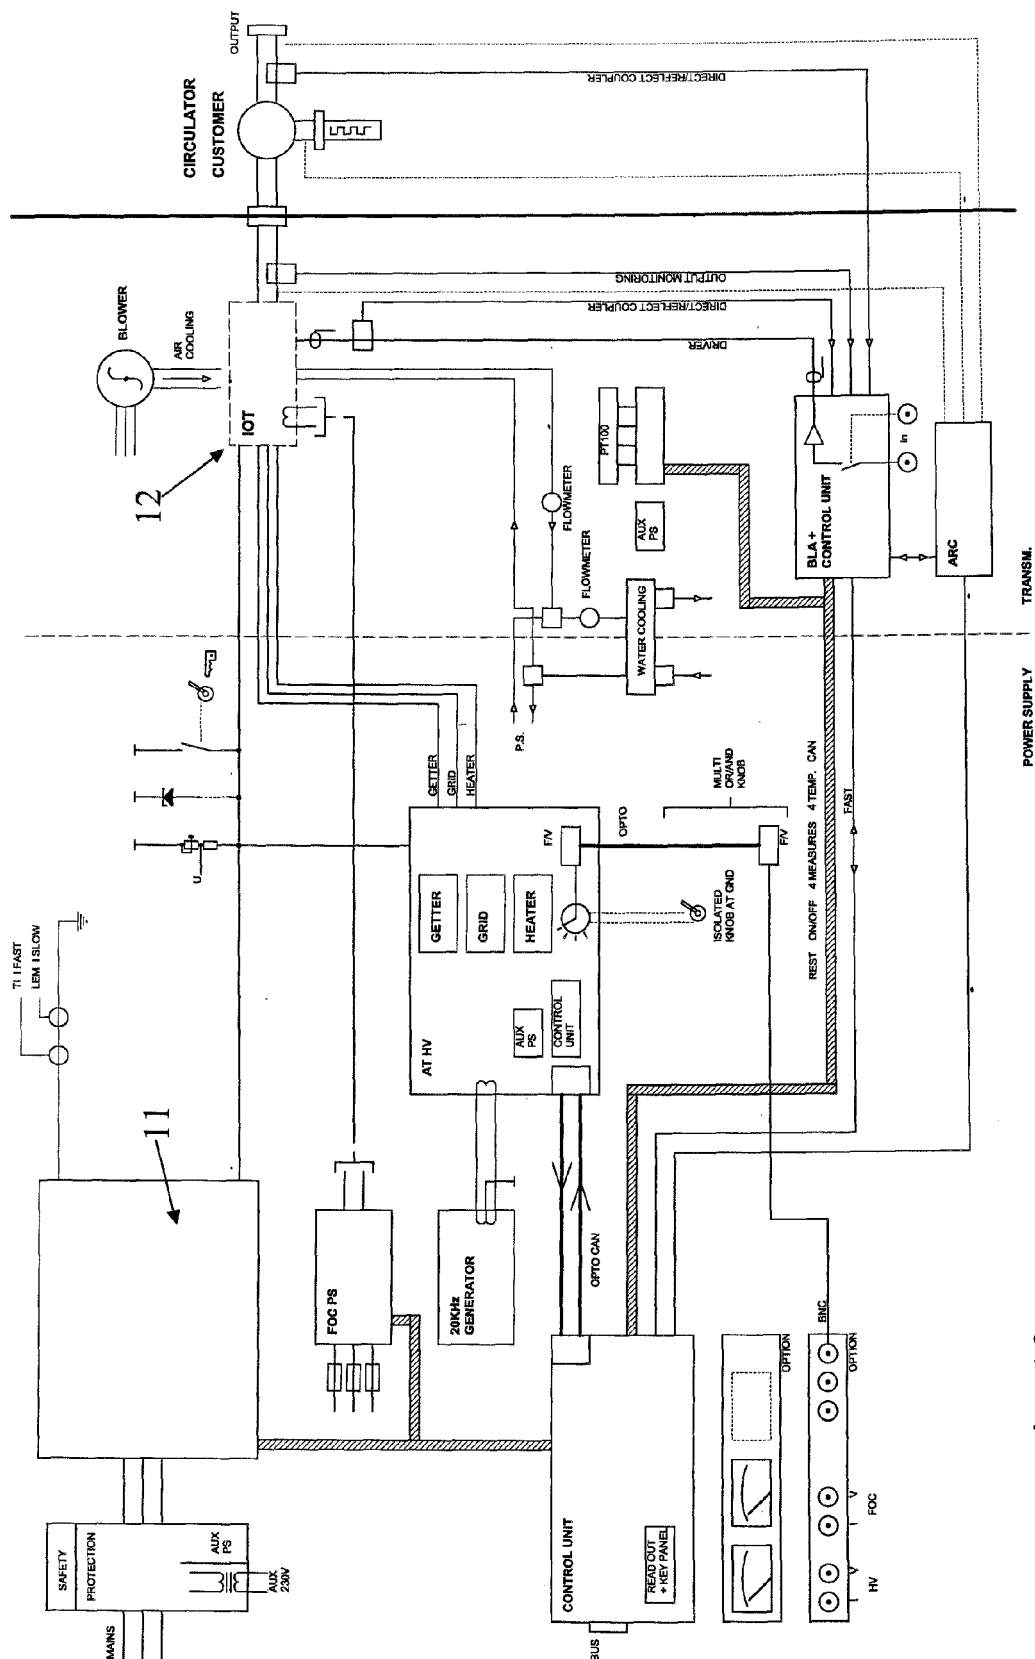 OUTPUT
CIRCULATOR
CUSTOMER
DIRECT/REFLECT COUPLER
OUTPUT MONITORING
DIRECT/REFLECT COUPLER
DRIVER
BLOWER
AIR
COOLING
IOT
12
PT100
AUX
PS
FLOWMETER
FLOWMETER
WATER COOLING
P.S.
BLA +
CONTROL UNIT
In
ARC
TRANSM.
POWER SUPPLY
U
LEM I SLOW
GETTER
GRID
HEATER
AT HV
GETTER
GRID
HEATER
F/V
AUX
PS
CONTROL
UNIT
OPTO
MULTI
OR/AND
KNOB
F/V
ISOLATED
KNOB AT GND
REST ON/OFF 4 MEASURES 4 TEMP. CAN
FAST
11
FOC PS
20KHz
GENERATOR
OPTO CAN
CONTROL UNIT
READ OUT
+ KEY PANEL
BUS
OPTION
BNC
OPTION
V
FOC
I
V
HV
I
SAFETY
PROTECTION
AUX
PS
AUX
230V
MAINS